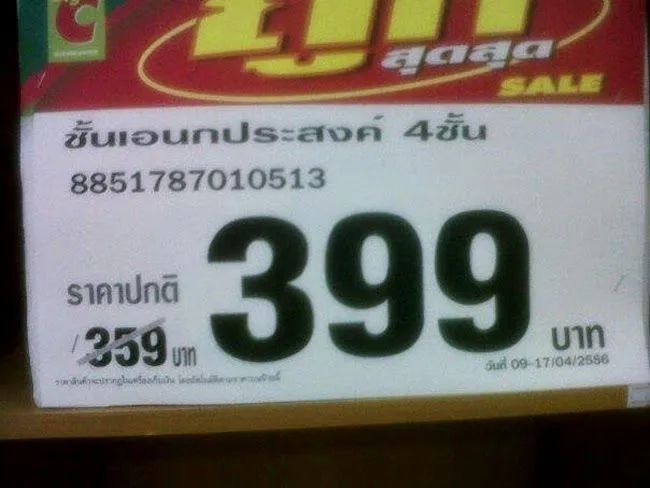 ถูก
สุดสุด
SALE
ชั้นเอนกประสงค์ 4ชั้น
8851787010513
ราคาปกติ
399
/359 บาท
บาท
วันที่ 09-17/04/2556